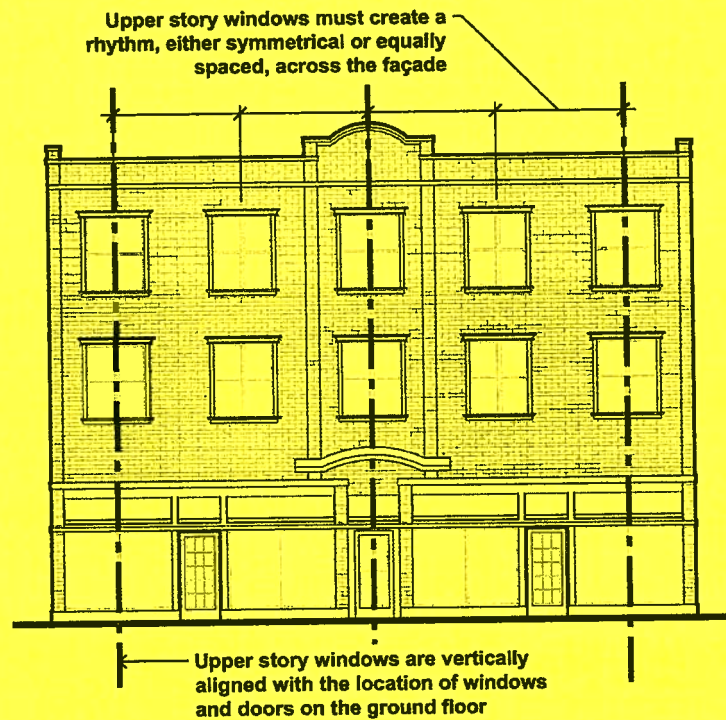 Upper story windows must create a
rhythm, either symmetrical or equally
spaced, across the façade
Upper story windows are vertically
aligned with the location of windows
and doors on the ground floor